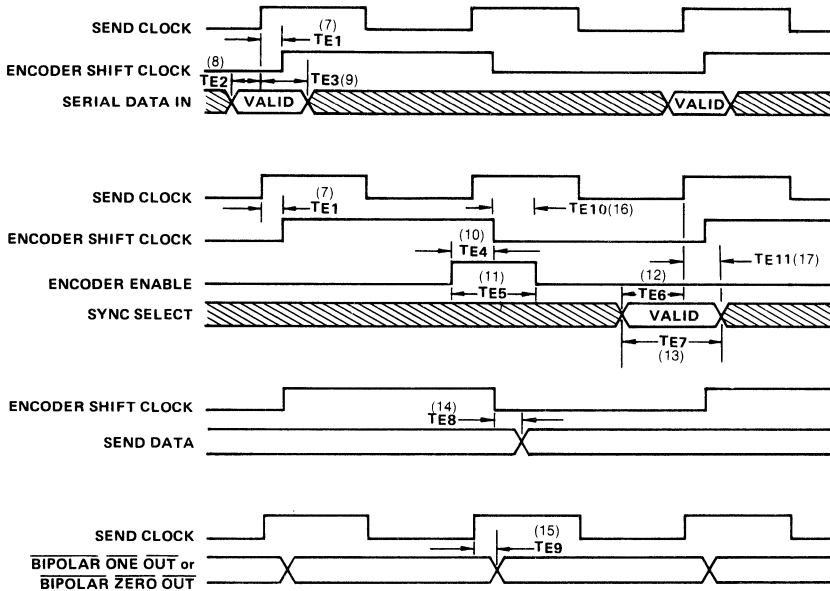 SEND CLOCK
(7)
TE1
ENCODER SHIFT CLOCK
(8)
TE2
TE3(9)
SERIAL DATA IN
VALID
VALID
SEND CLOCK
(7)
TE1
TE10(16)
ENCODER SHIFT CLOCK
(10)
TE4
TE11(17)
ENCODER ENABLE
(11)
TE5
(12)
TE6
SYNC SELECT
VALID
TE7
(13)
ENCODER SHIFT CLOCK
(14)
TE8
SEND DATA
SEND CLOCK
(15)
TE9
BIPOLAR ONE OUT or
BIPOLAR ZERO OUT